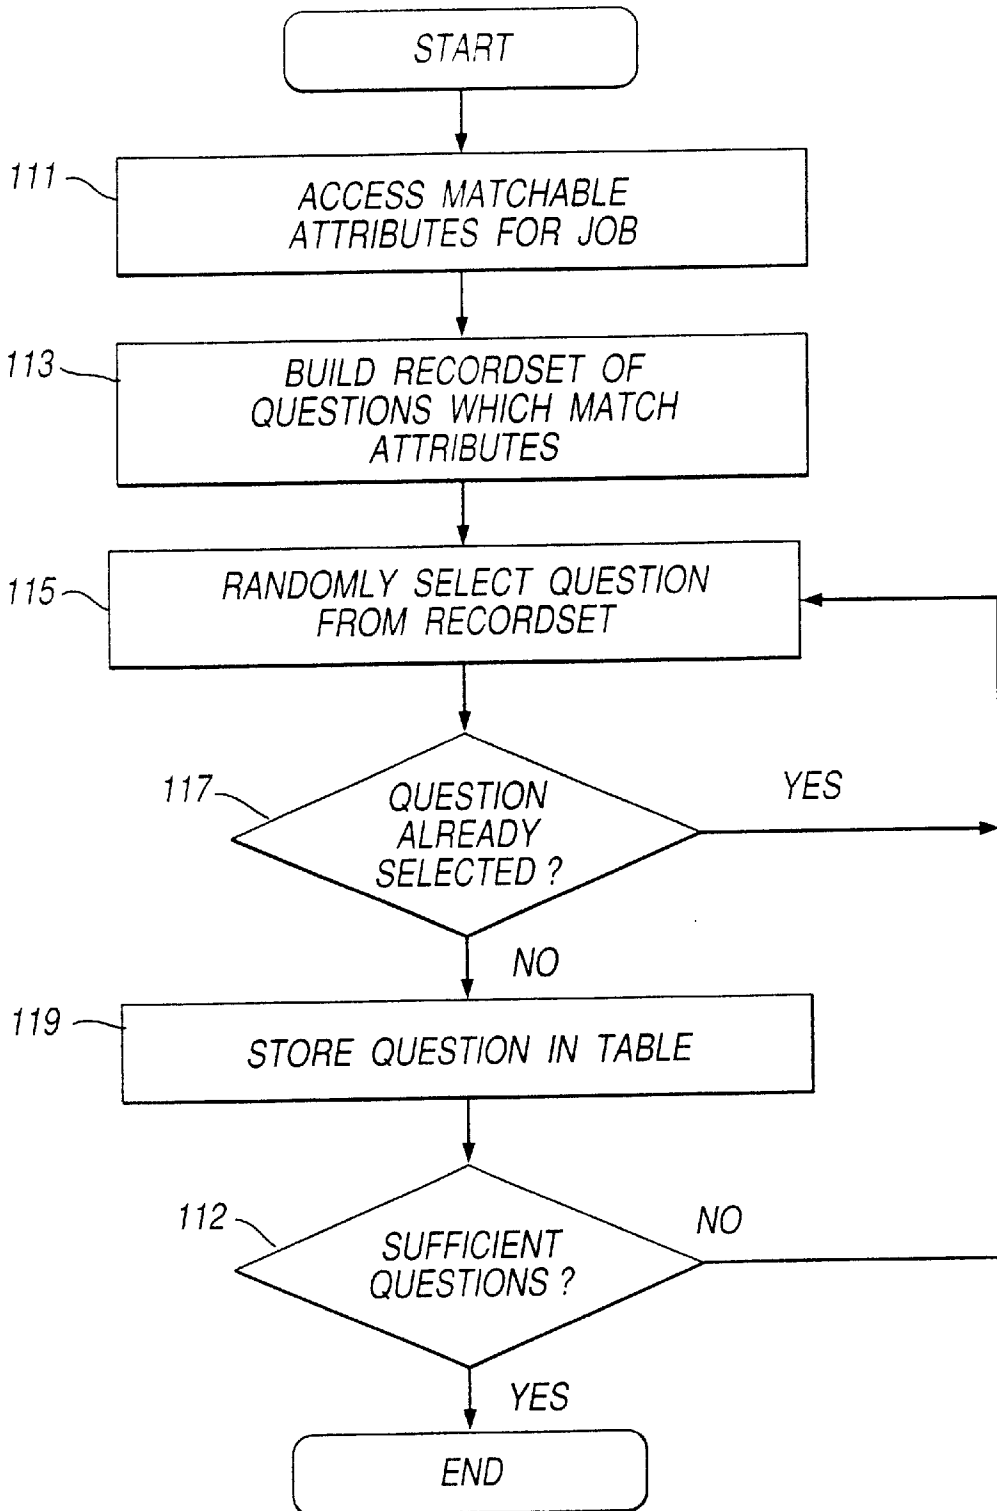 START
111
ACCESS MATCHABLE
ATTRIBUTES FOR JOB
113
BUILD RECORDSET OF
QUESTIONS WHICH MATCH
ATTRIBUTES
115
RANDOMLY SELECT QUESTION
FROM RECORDSET
117
QUESTION
ALREADY
SELECTED ?
YES
NO
119
STORE QUESTION IN TABLE
112
SUFFICIENT
QUESTIONS ?
NO
YES
END